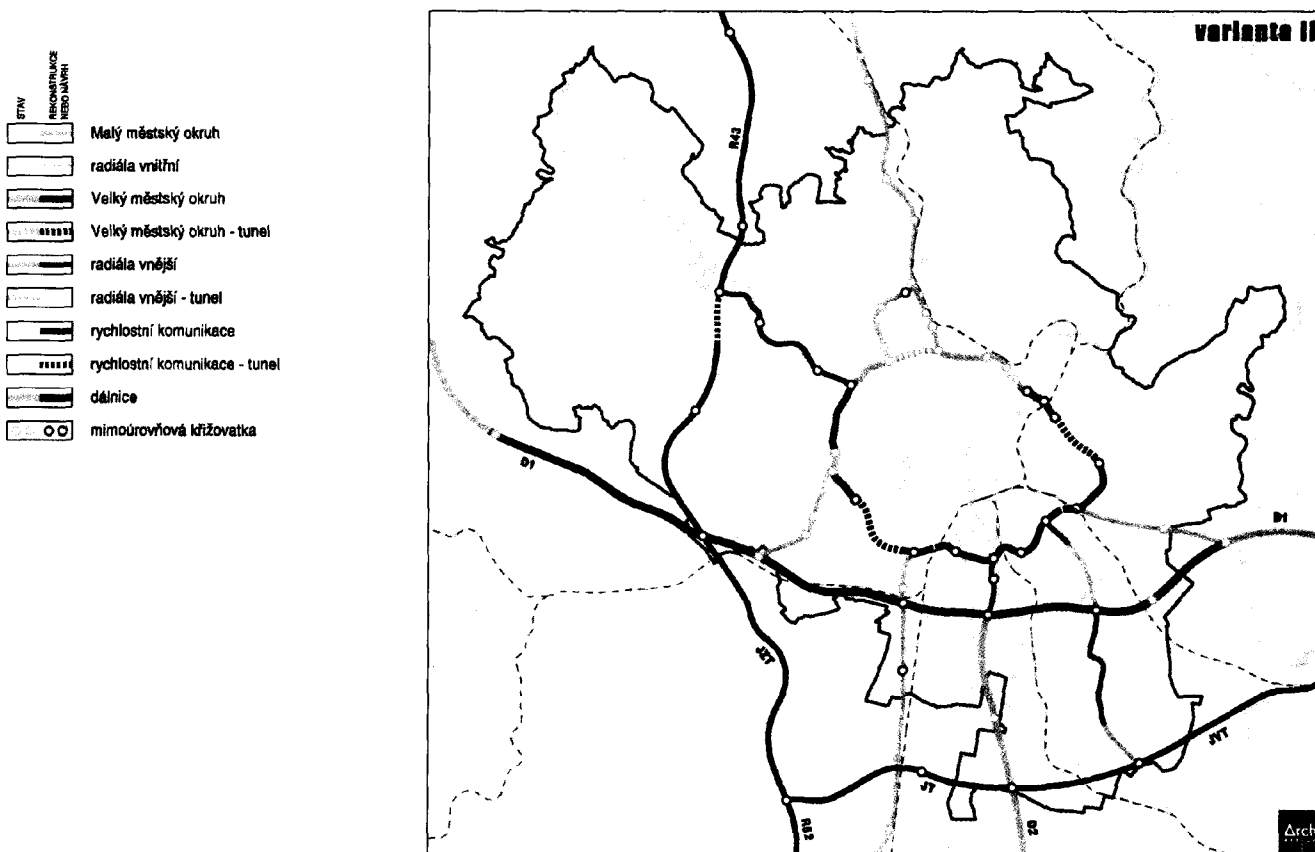 STAV
REKONSTRUKCE
NEBO NÁVRH
Malý městský okruh
radiála vnitřní
Velký městský okruh
Velký městský okruh - tunel
radiála vnější
radiála vnější - tunel
rychlostní komunikace
rychlostní komunikace - tunel
dálnice
mimoúrovňová křižovatka
varianta II
R43
D1
D1
JZT
JVT
JT
R52
D2
Arch